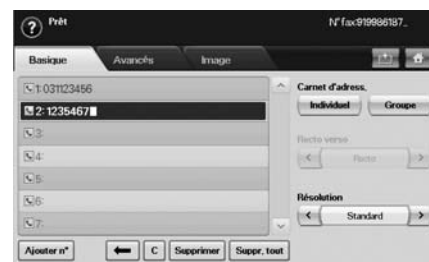 Prêt
N° fax:919986187..
Basique
Avancés
Image
1: 031123456
2: 1235467
3:
4:
5:
6:
7:
Carnet d'adress.
Individuel
Groupe
Recto verso
Recto
Résolution
Standard
Ajouter n°
C
Supprimer
Suppr. tout